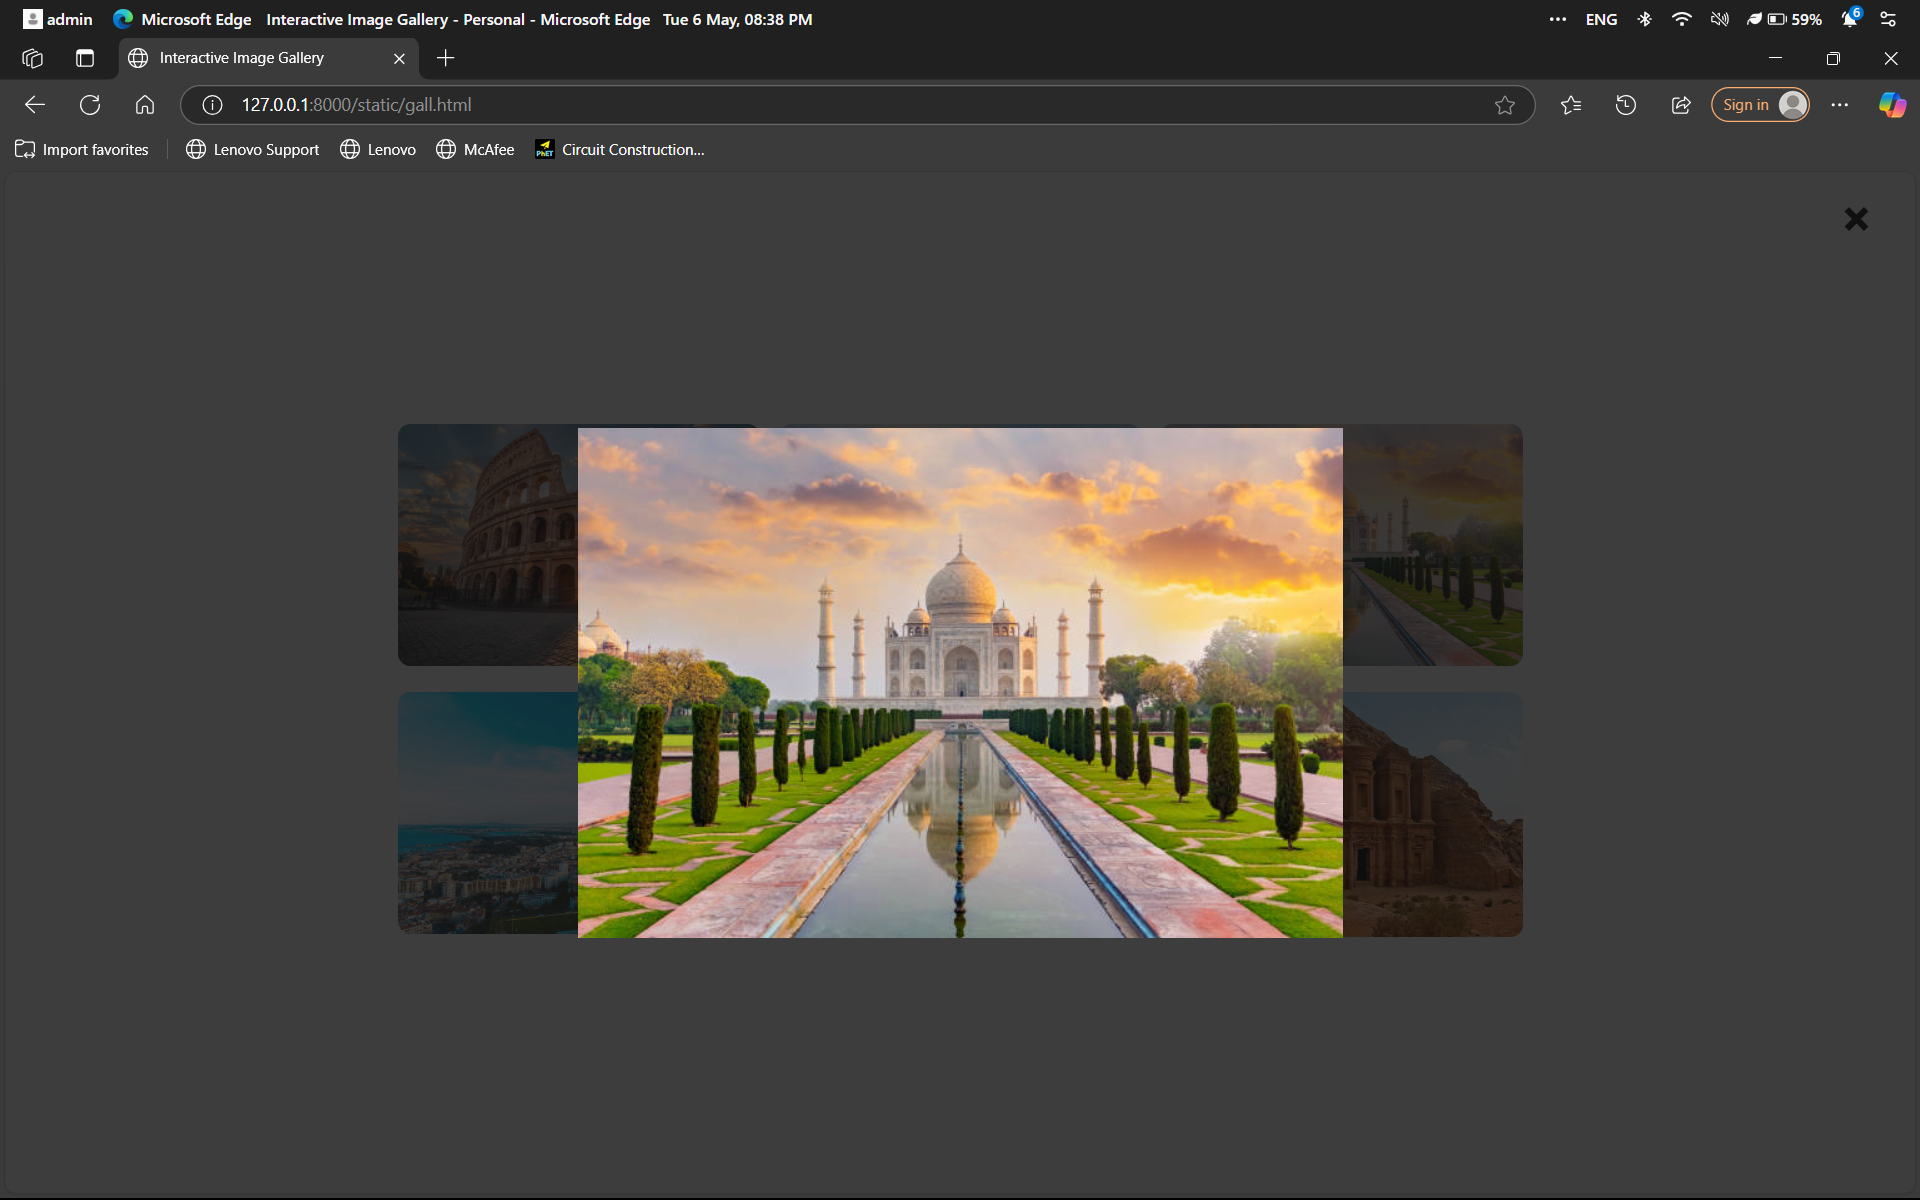 admin Microsoft Edge Interactive Image Gallery - Personal - Microsoft Edge Tue 6 May, 08:38 PM ENG 59% 6
Interactive Image Gallery
127.0.0.1:8000/static/gall.html Sign in
Import favorites Lenovo Support Lenovo McAfee PhET Circuit Construction...